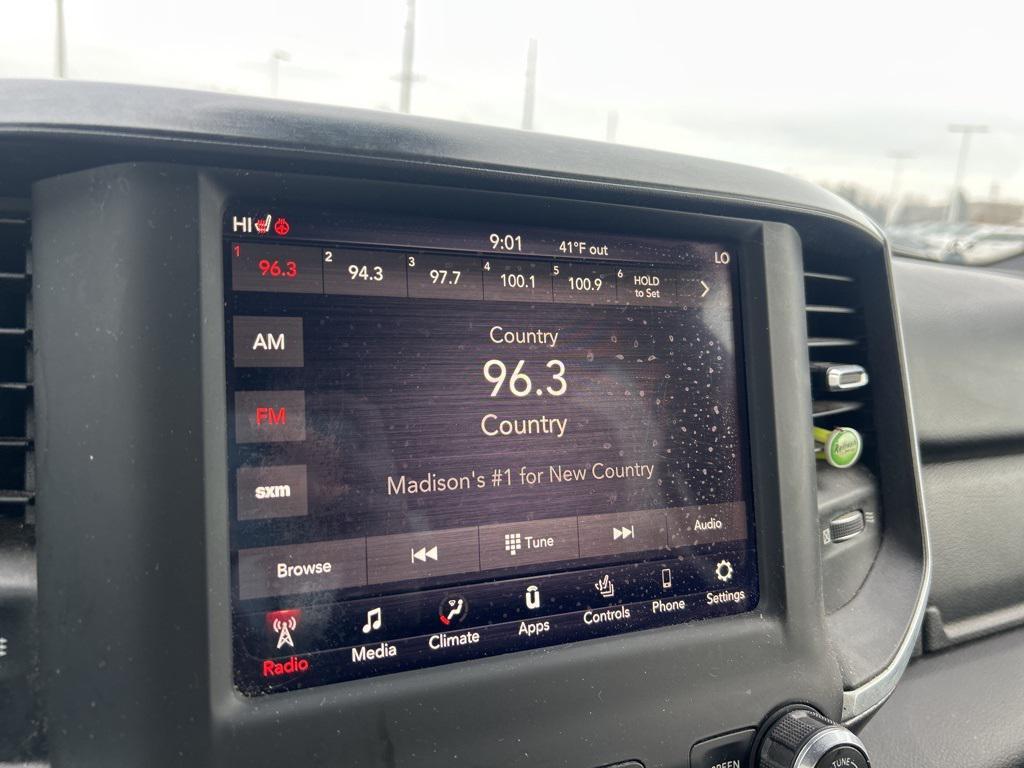 HI
9:01 41°F out LO
1 96.3 2 94.3 3 97.7 4 100.1 5 100.9 6 HOLD
to Set
AM
FM
sxm
Country
96.3
Country
Madison's #1 for New Country
Browse Tune Audio
Radio Media Climate Apps Controls Phone Settings
TUNE